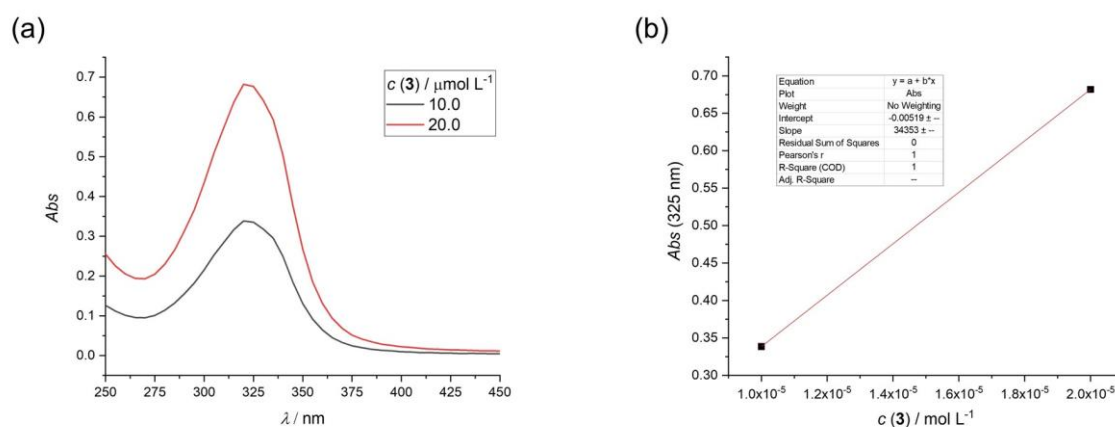 (a)
Abs
0.7
0.6
0.5
0.4
0.3
0.2
0.1
0.0
c (3) / μmol L⁻¹
10.0
20.0
250 275 300 325 350 375 400 425 450
λ / nm
(b)
Abs (325 nm)
0.70
0.65
0.60
0.55
0.50
0.45
0.40
0.35
0.30
Equation y = a + b*x
Plot Abs
Weight No Weighting
Intercept -0.00519 ± --
Slope 34353 ± --
Residual Sum of Squares 0
Pearson's r 1
R-Square (COD) 1
Adj. R-Square --
1.0x10⁻⁵ 1.2x10⁻⁵ 1.4x10⁻⁵ 1.6x10⁻⁵ 1.8x10⁻⁵ 2.0x10⁻⁵
c (3) / mol L⁻¹